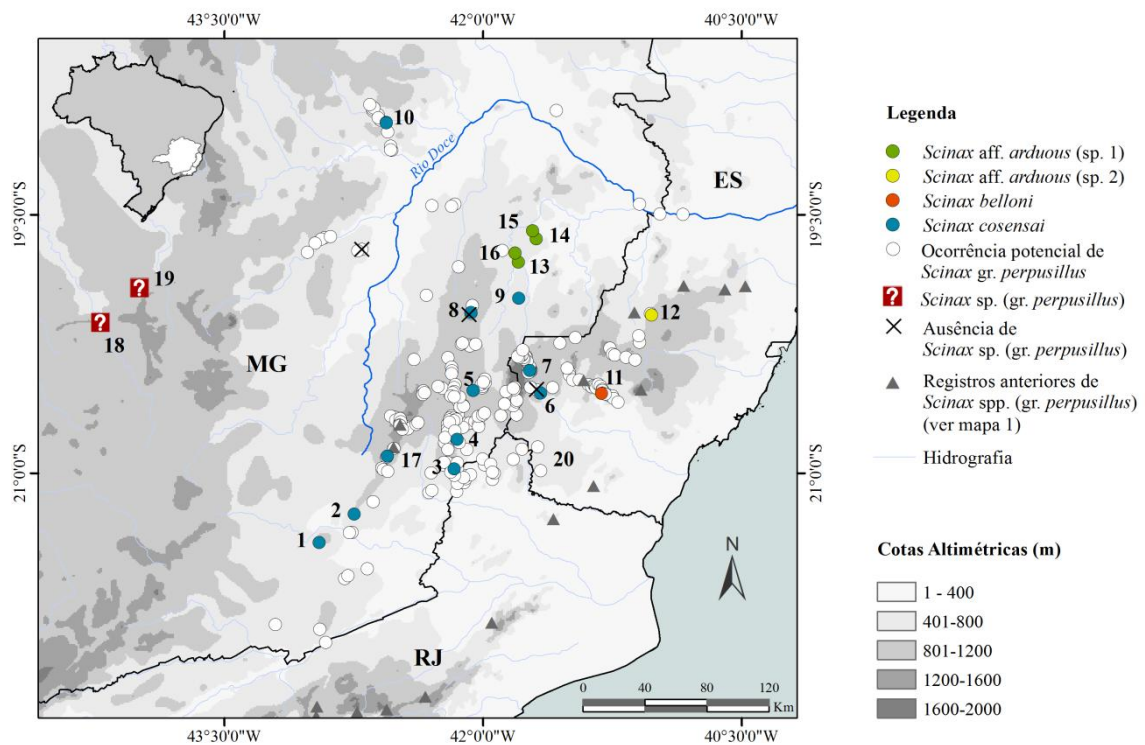 43°30'0"W
42°0'0"W
40°30'0"W
10
Rio Doce
ES
19°30'0"S
19°30'0"S
15
14
16
13
19
9
8
12
18
MG
7
5
11
6
4
17
20
3
21°0'0"S
21°0'0"S
2
1
N
RJ
0 40 80 120
Km
43°30'0"W
42°0'0"W
40°30'0"W
Legenda
Scinax aff. arduous (sp. 1)
Scinax aff. arduous (sp. 2)
Scinax belloni
Scinax cosensai
Ocorrência potencial de
Scinax gr. perpusillus
?
Scinax sp. (gr. perpusillus)
Ausência de
Scinax sp. (gr. perpusillus)
Registros anteriores de
Scinax spp. (gr. perpusillus)
(ver mapa 1)
Hidrografia
Cotas Altimétricas (m)
1 - 400
401-800
801-1200
1200-1600
1600-2000